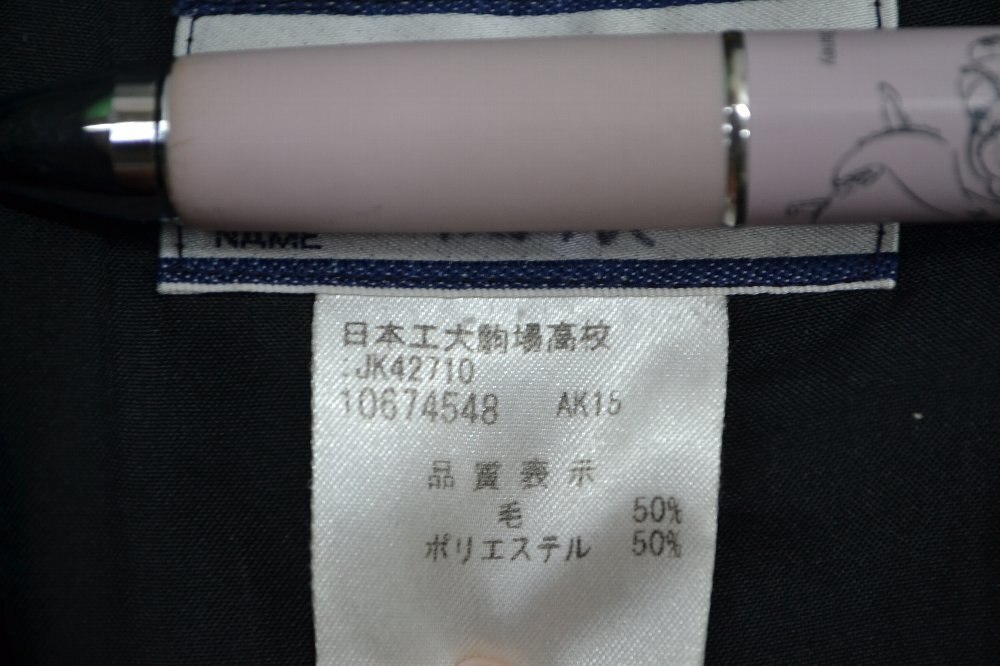 NAME
日本工大駒場高校
:JK42710
10674548 AK15
品質表示
毛 50%
ポリエステル 50%